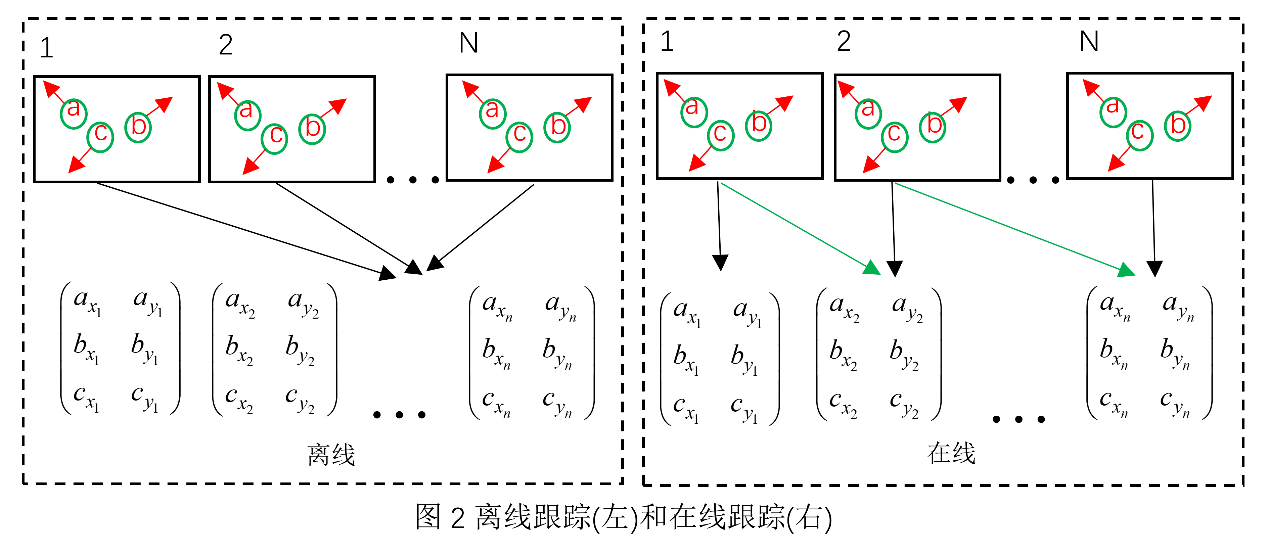 1 2 N
a c b a c b a c b
• • •
a_{x_1} a_{y_1} a_{x_2} a_{y_2} a_{x_n} a_{y_n}
b_{x_1} b_{y_1} b_{x_2} b_{y_2} b_{x_n} b_{y_n}
c_{x_1} c_{y_1} c_{x_2} c_{y_2} c_{x_n} c_{y_n}
• • •
离线
1 2 N
a c b a c b a c b
• • •
a_{x_1} a_{y_1} a_{x_2} a_{y_2} a_{x_n} a_{y_n}
b_{x_1} b_{y_1} b_{x_2} b_{y_2} b_{x_n} b_{y_n}
c_{x_1} c_{y_1} c_{x_2} c_{y_2} c_{x_n} c_{y_n}
• • •
在线
图 2 离线跟踪(左)和在线跟踪(右)